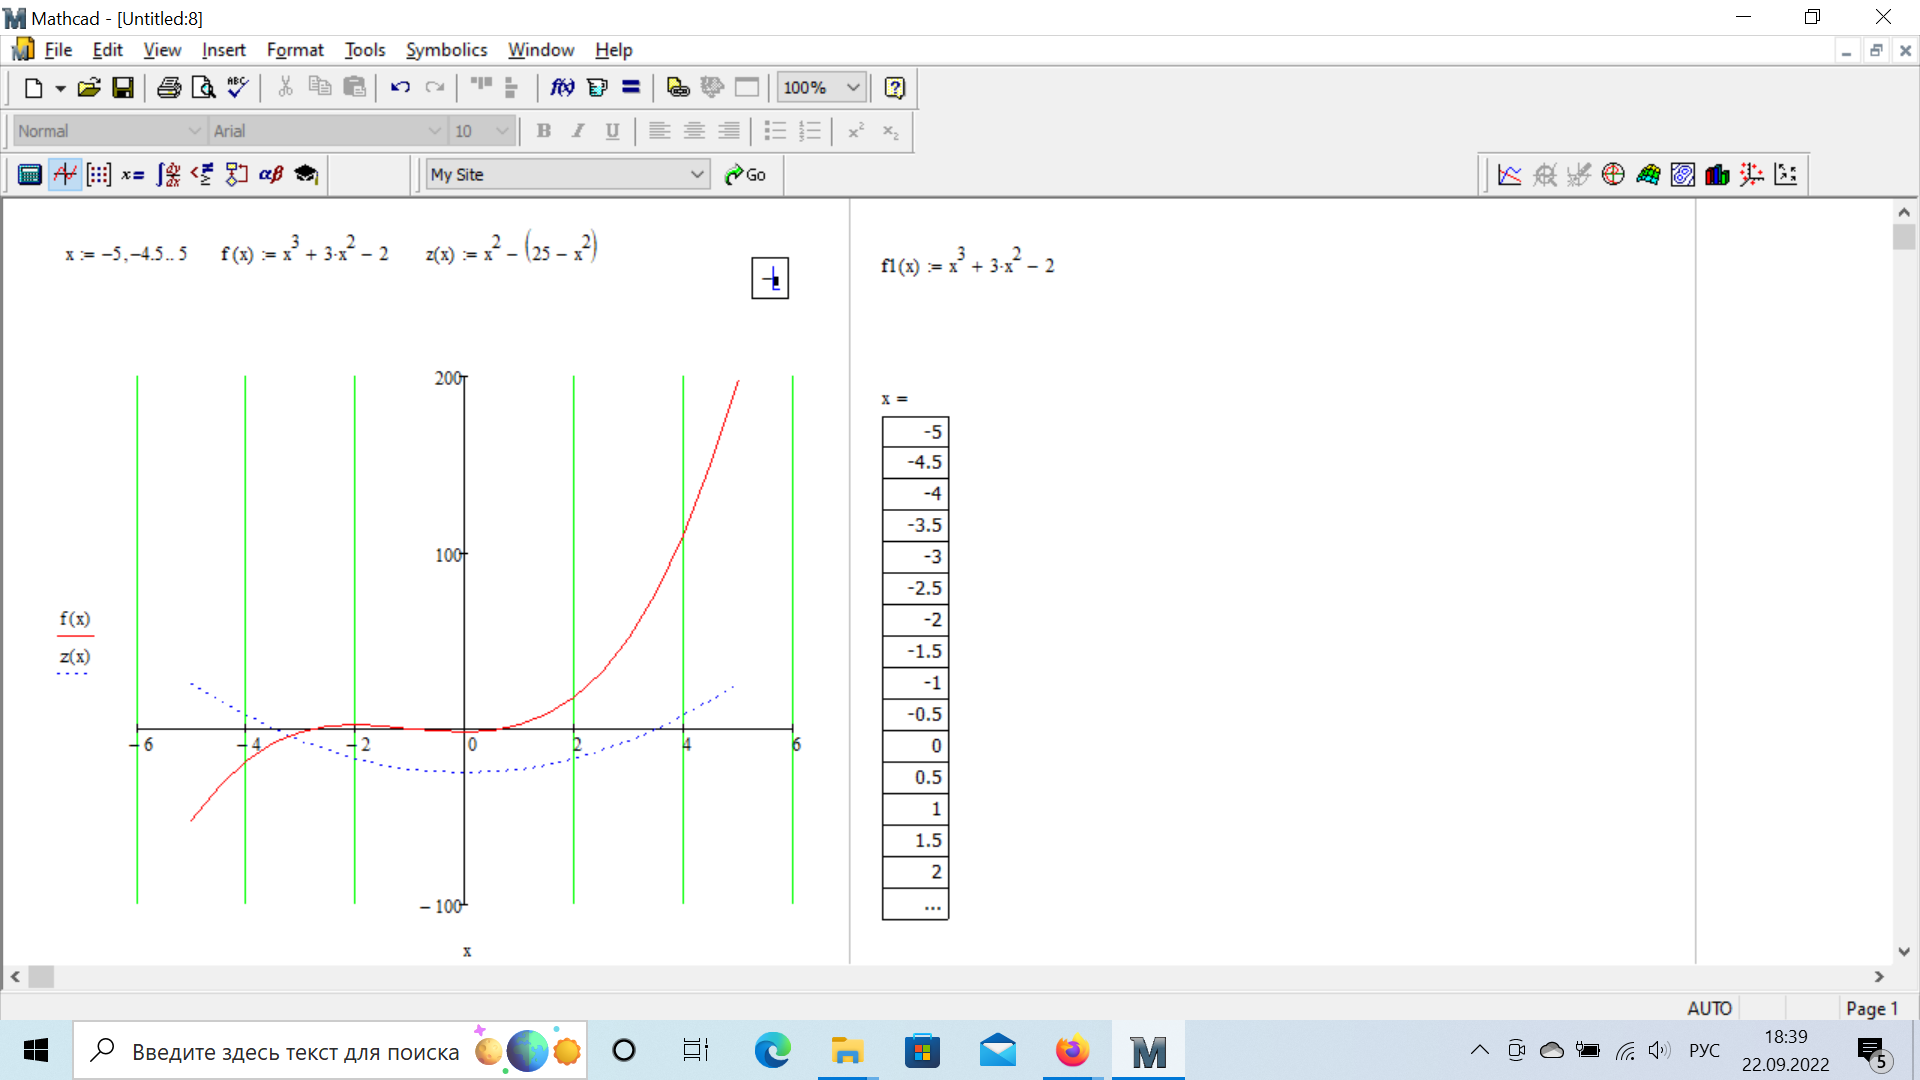 Mathcad - [Untitled:8]
File Edit View Insert Format Tools Symbolics Window Help
100%
Normal Arial 10 B I U
My Site Go
x := −5, −4.5 .. 5 f(x) := x^3 + 3·x^2 − 2 z(x) := x^2 − (25 − x^2)
f1(x) := x^3 + 3·x^2 − 2
200
100
− 100
− 6 − 4 − 2 0 2 4 6
f(x)
z(x)
x
x =
-5
-4.5
-4
-3.5
-3
-2.5
-2
-1.5
-1
-0.5
0
0.5
1
1.5
2
...
AUTO Page 1
Введите здесь текст для поиска
РУС
18:39
22.09.2022
5